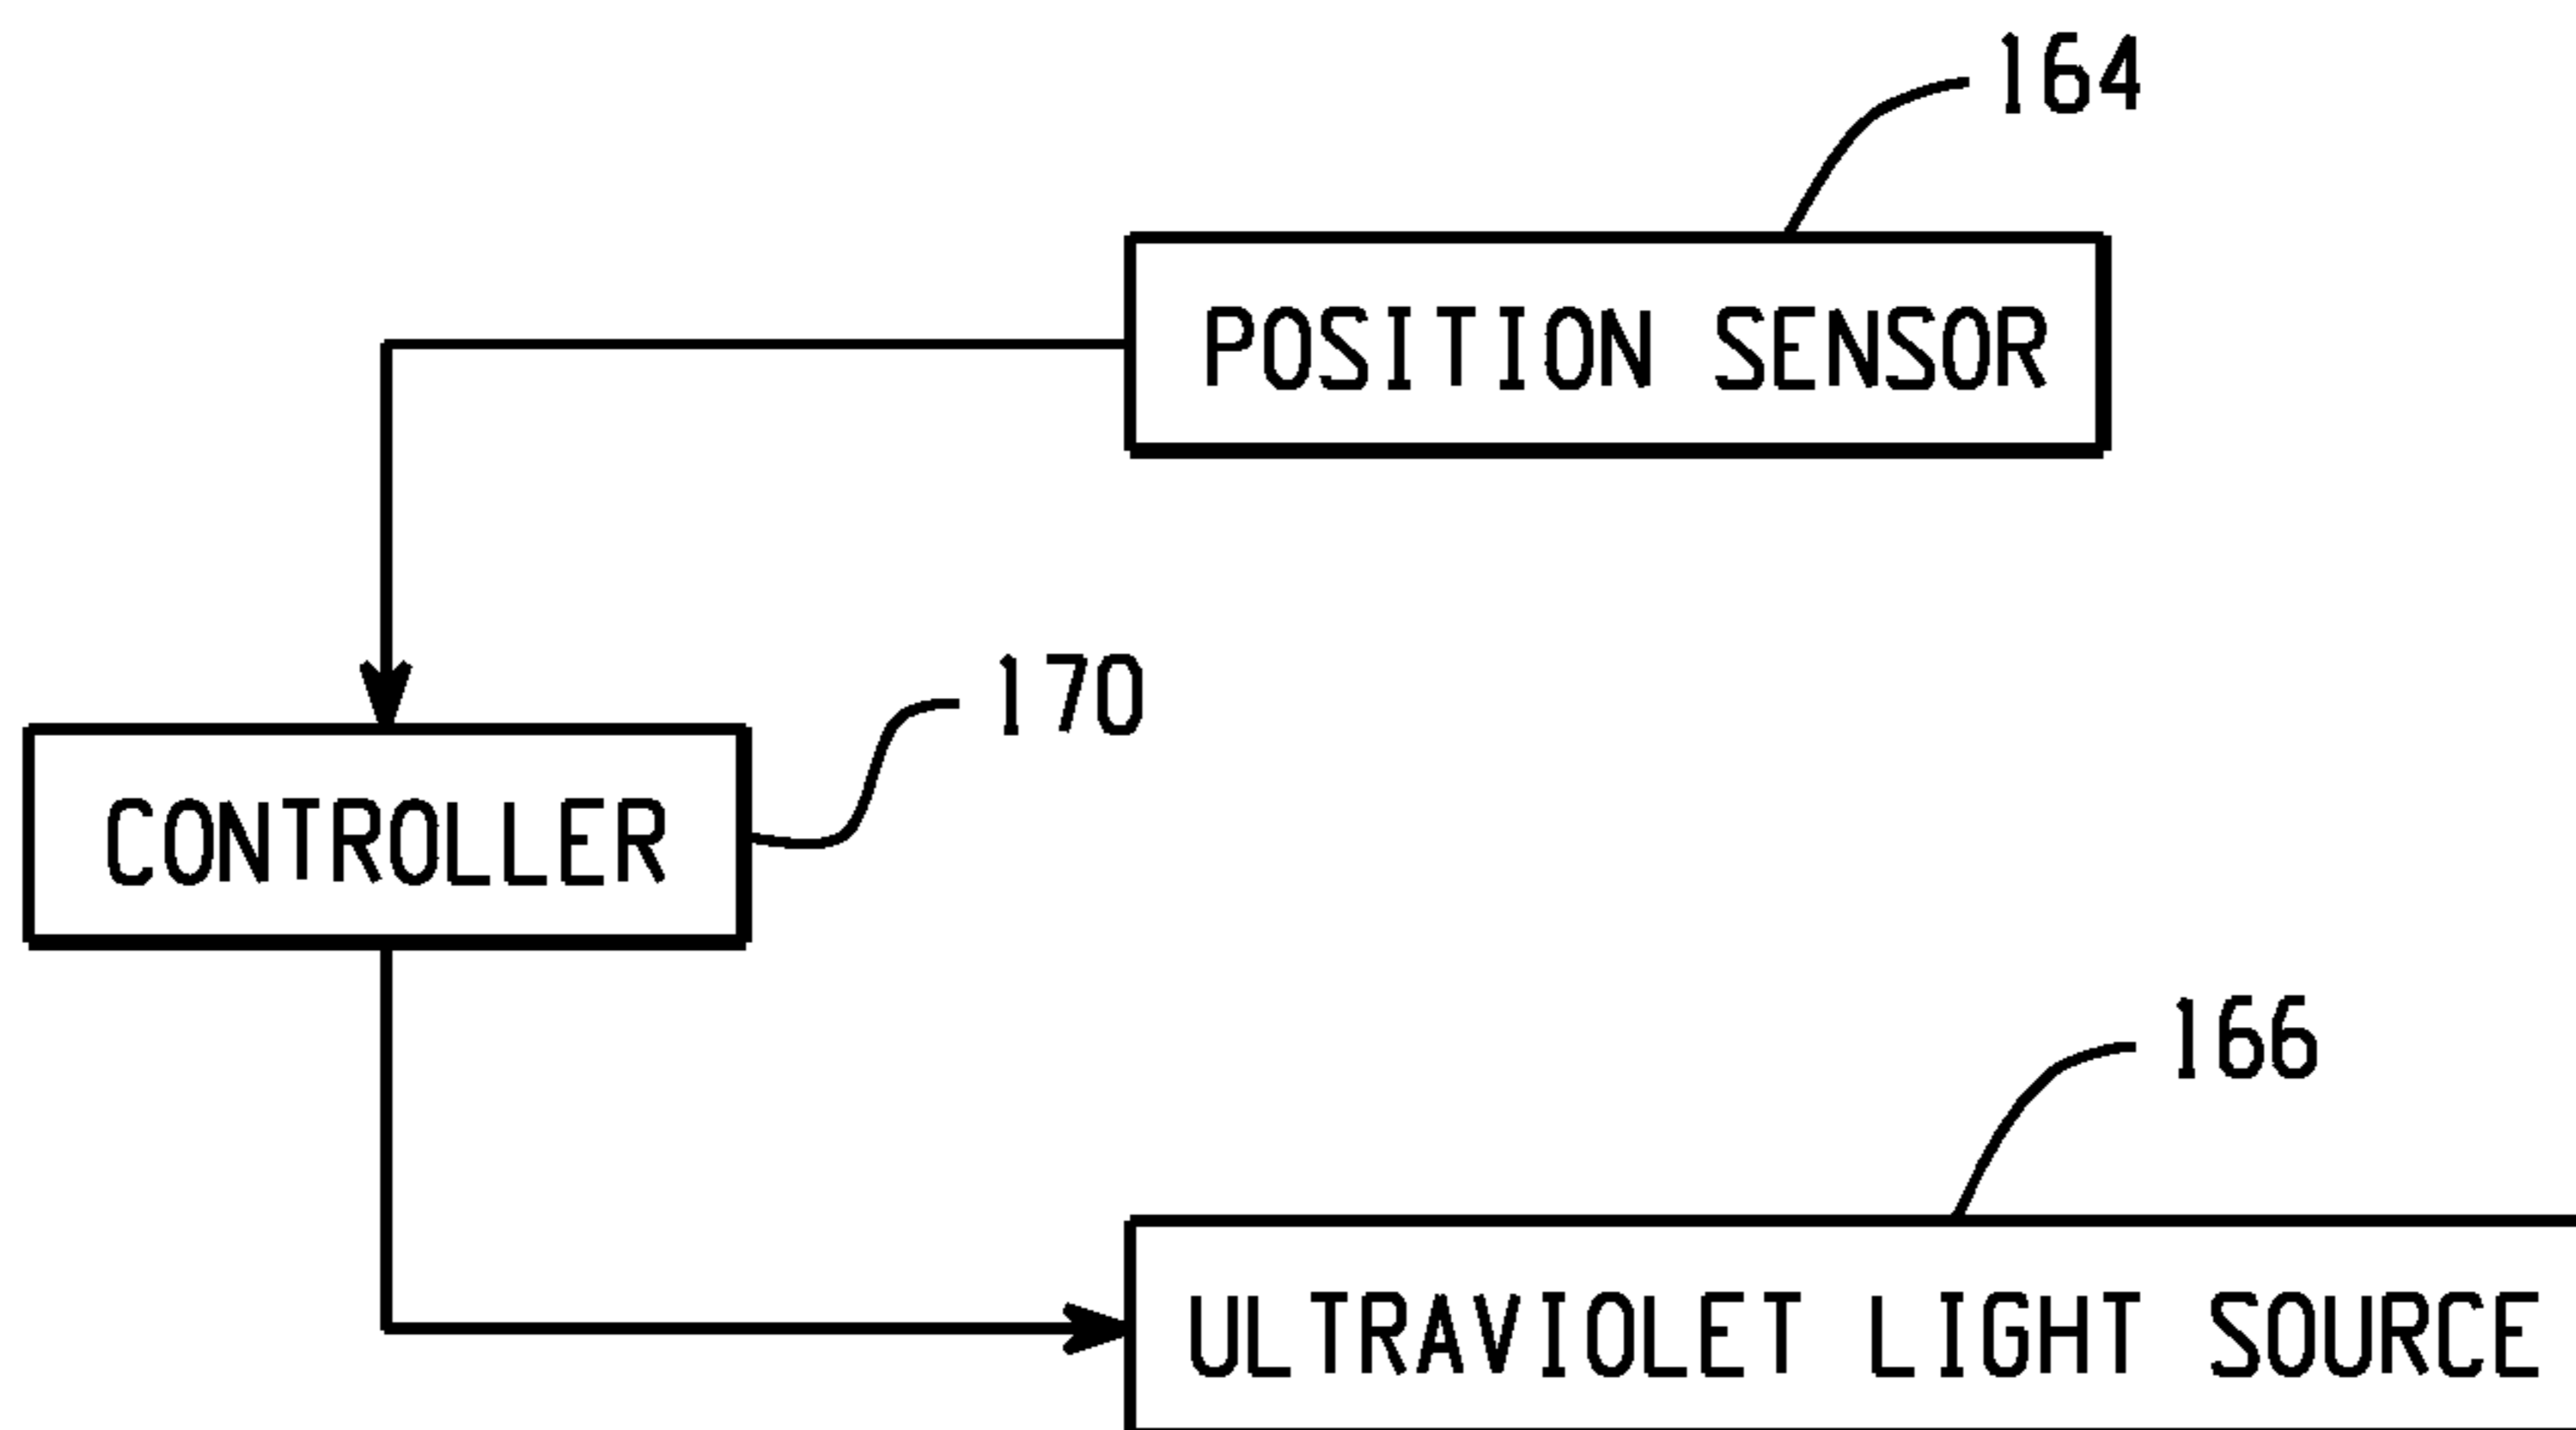 164
POSITION SENSOR
170
CONTROLLER
166
ULTRAVIOLET LIGHT SOURCE